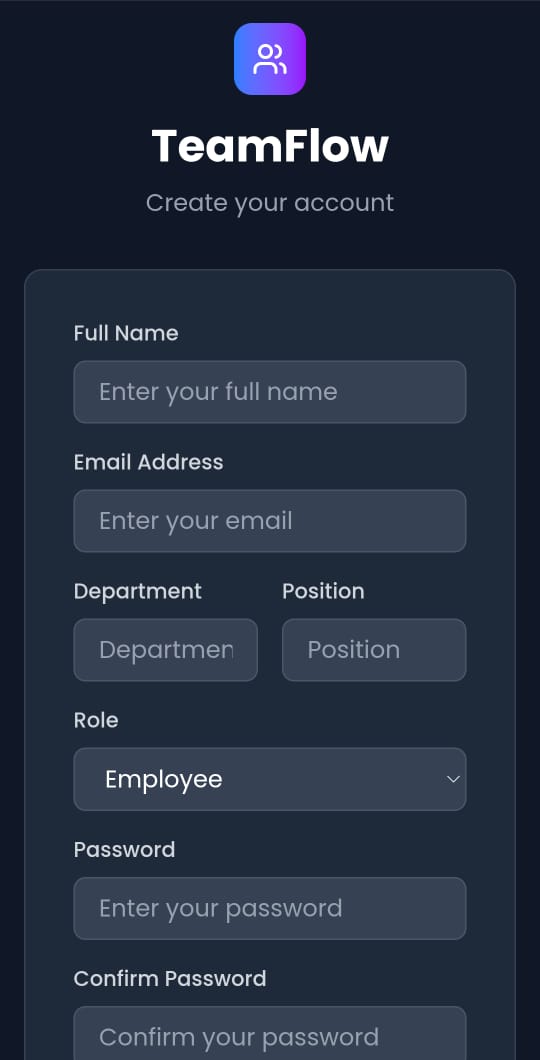 TeamFlow
Create your account
Full Name
Enter your full name
Email Address
Enter your email
Department Position
Departmen Position
Role
Employee
Password
Enter your password
Confirm Password
Confirm your password